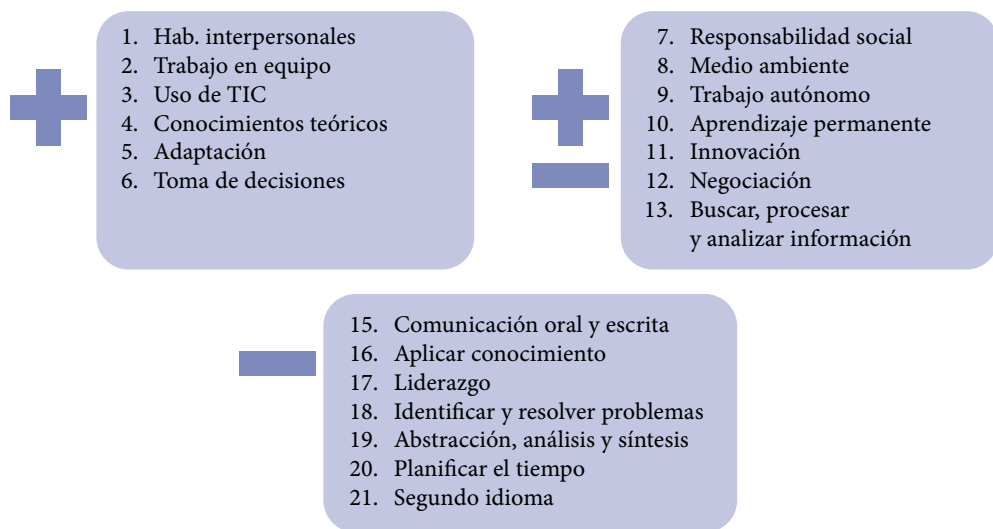 1. Hab. interpersonales
2. Trabajo en equipo
3. Uso de TIC
4. Conocimientos teóricos
5. Adaptación
6. Toma de decisiones
7. Responsabilidad social
8. Medio ambiente
9. Trabajo autónomo
10. Aprendizaje permanente
11. Innovación
12. Negociación
13. Buscar, procesar
y analizar información
15. Comunicación oral y escrita
16. Aplicar conocimiento
17. Liderazgo
18. Identificar y resolver problemas
19. Abstracción, análisis y síntesis
20. Planificar el tiempo
21. Segundo idioma